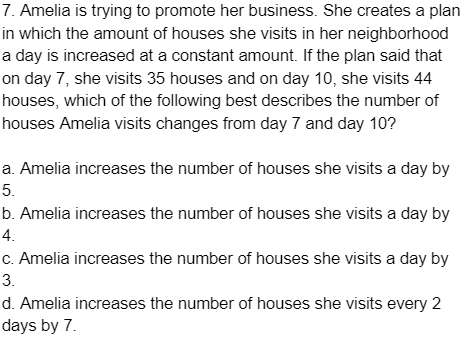 7. Amelia is trying to promote her business. She creates a plan
in which the amount of houses she visits in her neighborhood
a day is increased at a constant amount. If the plan said that
on day 7, she visits 35 houses and on day 10, she visits 44
houses, which of the following best describes the number of
houses Amelia visits changes from day 7 and day 10?
a. Amelia increases the number of houses she visits a day by
5.
b. Amelia increases the number of houses she visits a day by
4.
c. Amelia increases the number of houses she visits a day by
3.
d. Amelia increases the number of houses she visits every 2
days by 7.